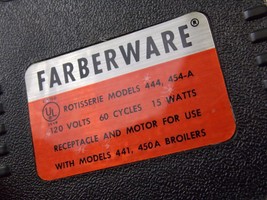 FARBERWARE®
UL ROTISSERIE MODELS 444, 454-A
120 VOLTS 60 CYCLES 15 WATTS
RECEPTACLE AND MOTOR FOR USE
WITH MODELS 441, 450A BROILERS